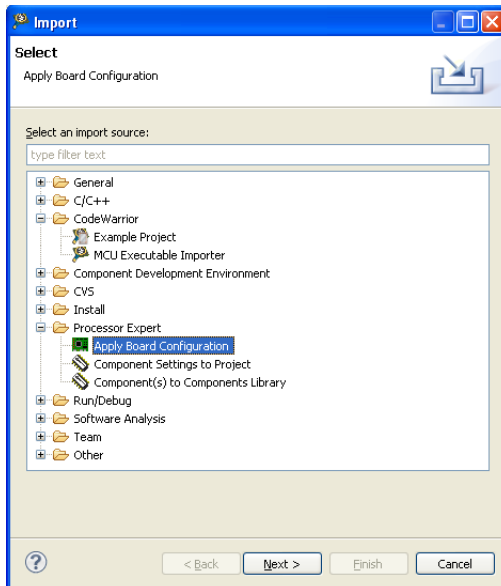 Import
Select
Apply Board Configuration
Select an import source:
type filter text
General
C/C++
CodeWarrior
Example Project
MCU Executable Importer
Component Development Environment
CVS
Install
Processor Expert
Apply Board Configuration
Component Settings to Project
Component(s) to Components Library
Run/Debug
Software Analysis
Team
Other
? < Back Next > Finish Cancel